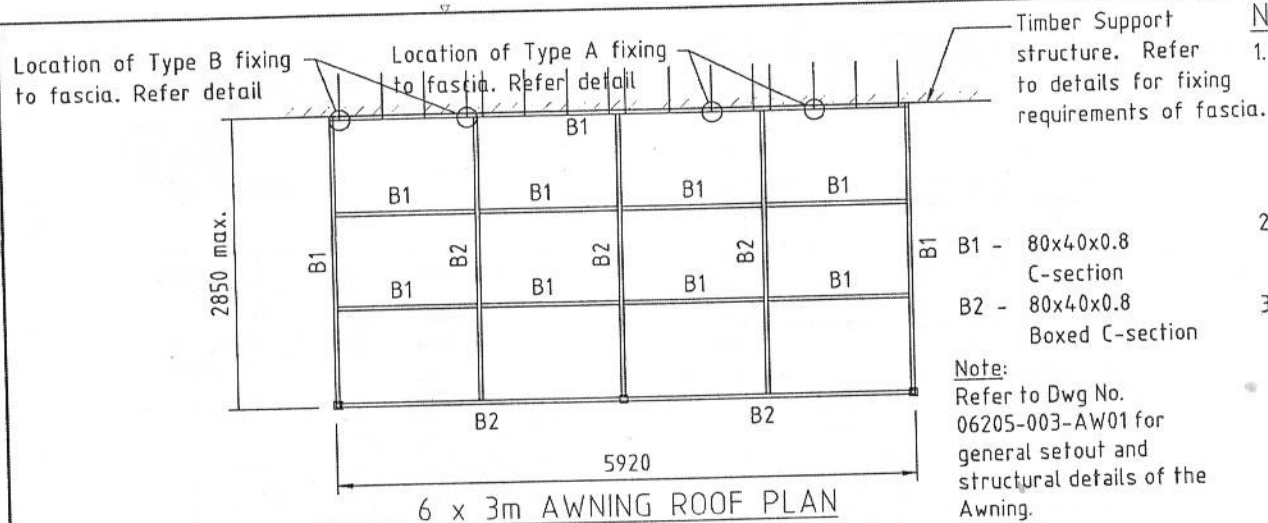 Location of Type B fixing
to fascia. Refer detail
Location of Type A fixing
to fascia. Refer detail
Timber Support
structure. Refer
to details for fixing
requirements of fascia.
N
1.
2
3
B1
B1
B1
B1
B1
2850 max.
B1
B2
B2
B2
B1
B1
B1
B1
B1
B1 - 80x40x0.8
C-section
B2 - 80x40x0.8
Boxed C-section
Note:
Refer to Dwg No.
06205-003-AW01 for
general setout and
structural details of the
Awning.
B2
B2
5920
6 x 3m AWNING ROOF PLAN